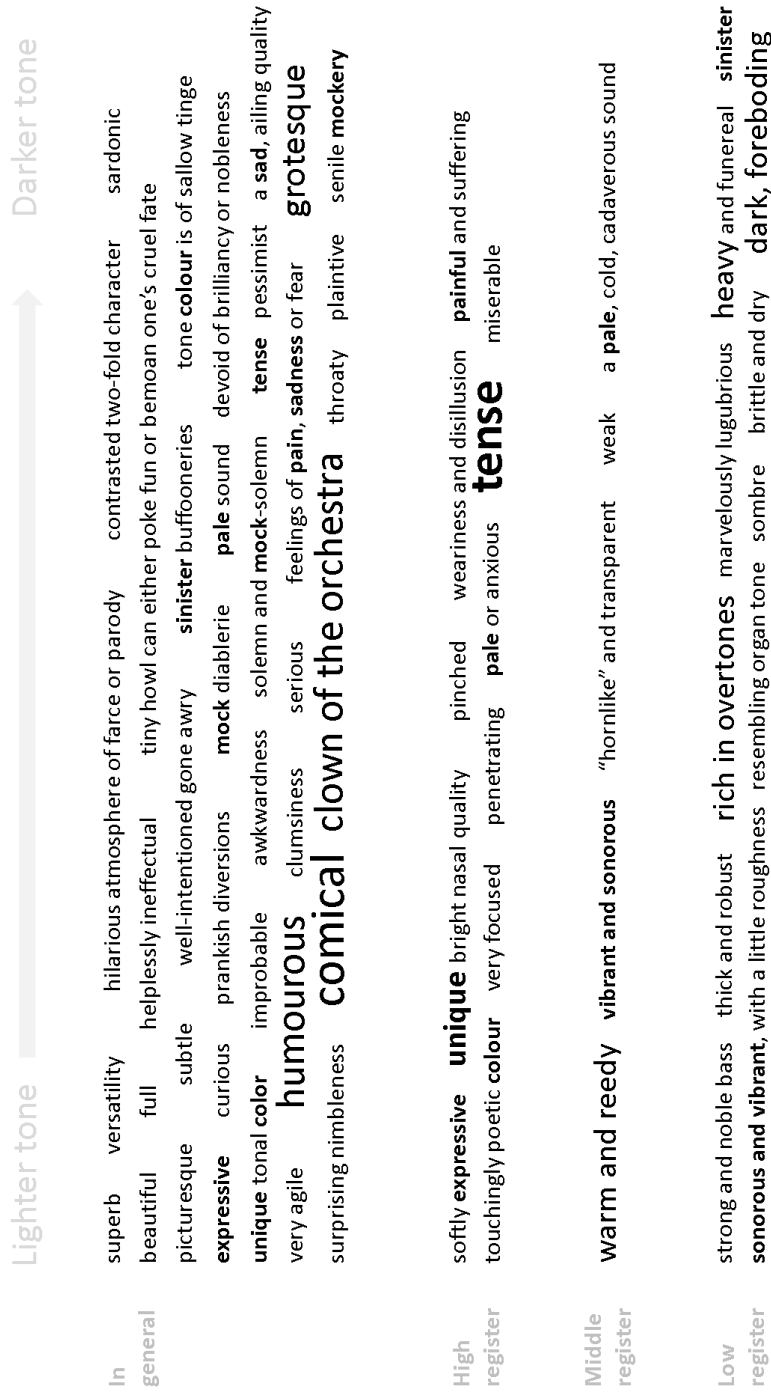 Lighter tone Darker tone
In general
superb versatility hilarious atmosphere of farce or parody contrasted two-fold character sardonic
beautiful full helplessly ineffectual tiny howl can either poke fun or bemoan one’s cruel fate
picturesque subtle well-intentioned gone awry sinister buffooneries tone colour is of sallow tinge
expressive curious prankish diversions mock diablerie pale sound devoid of brilliancy or nobleness
unique tonal color improbable awkwardness solemn and mock-solemn tense pessimist a sad, ailing quality
very agile humourous clumsiness serious feelings of pain, sadness or fear grotesque
surprising nimbleness comical clown of the orchestra throaty plaintive senile mockery
High register
softly expressive unique bright nasal quality pinched weariness and disillusion painful and suffering
touchingly poetic colour very focused penetrating pale or anxious tense miserable
Middle register
warm and reedy vibrant and sonorous “hornlike” and transparent weak a pale, cold, cadaverous sound
Low register
strong and noble bass thick and robust rich in overtones marvelously lugubrious heavy and funereal sinister
sonorous and vibrant, with a little roughness resembling organ tone sombre brittle and dry dark, foreboding